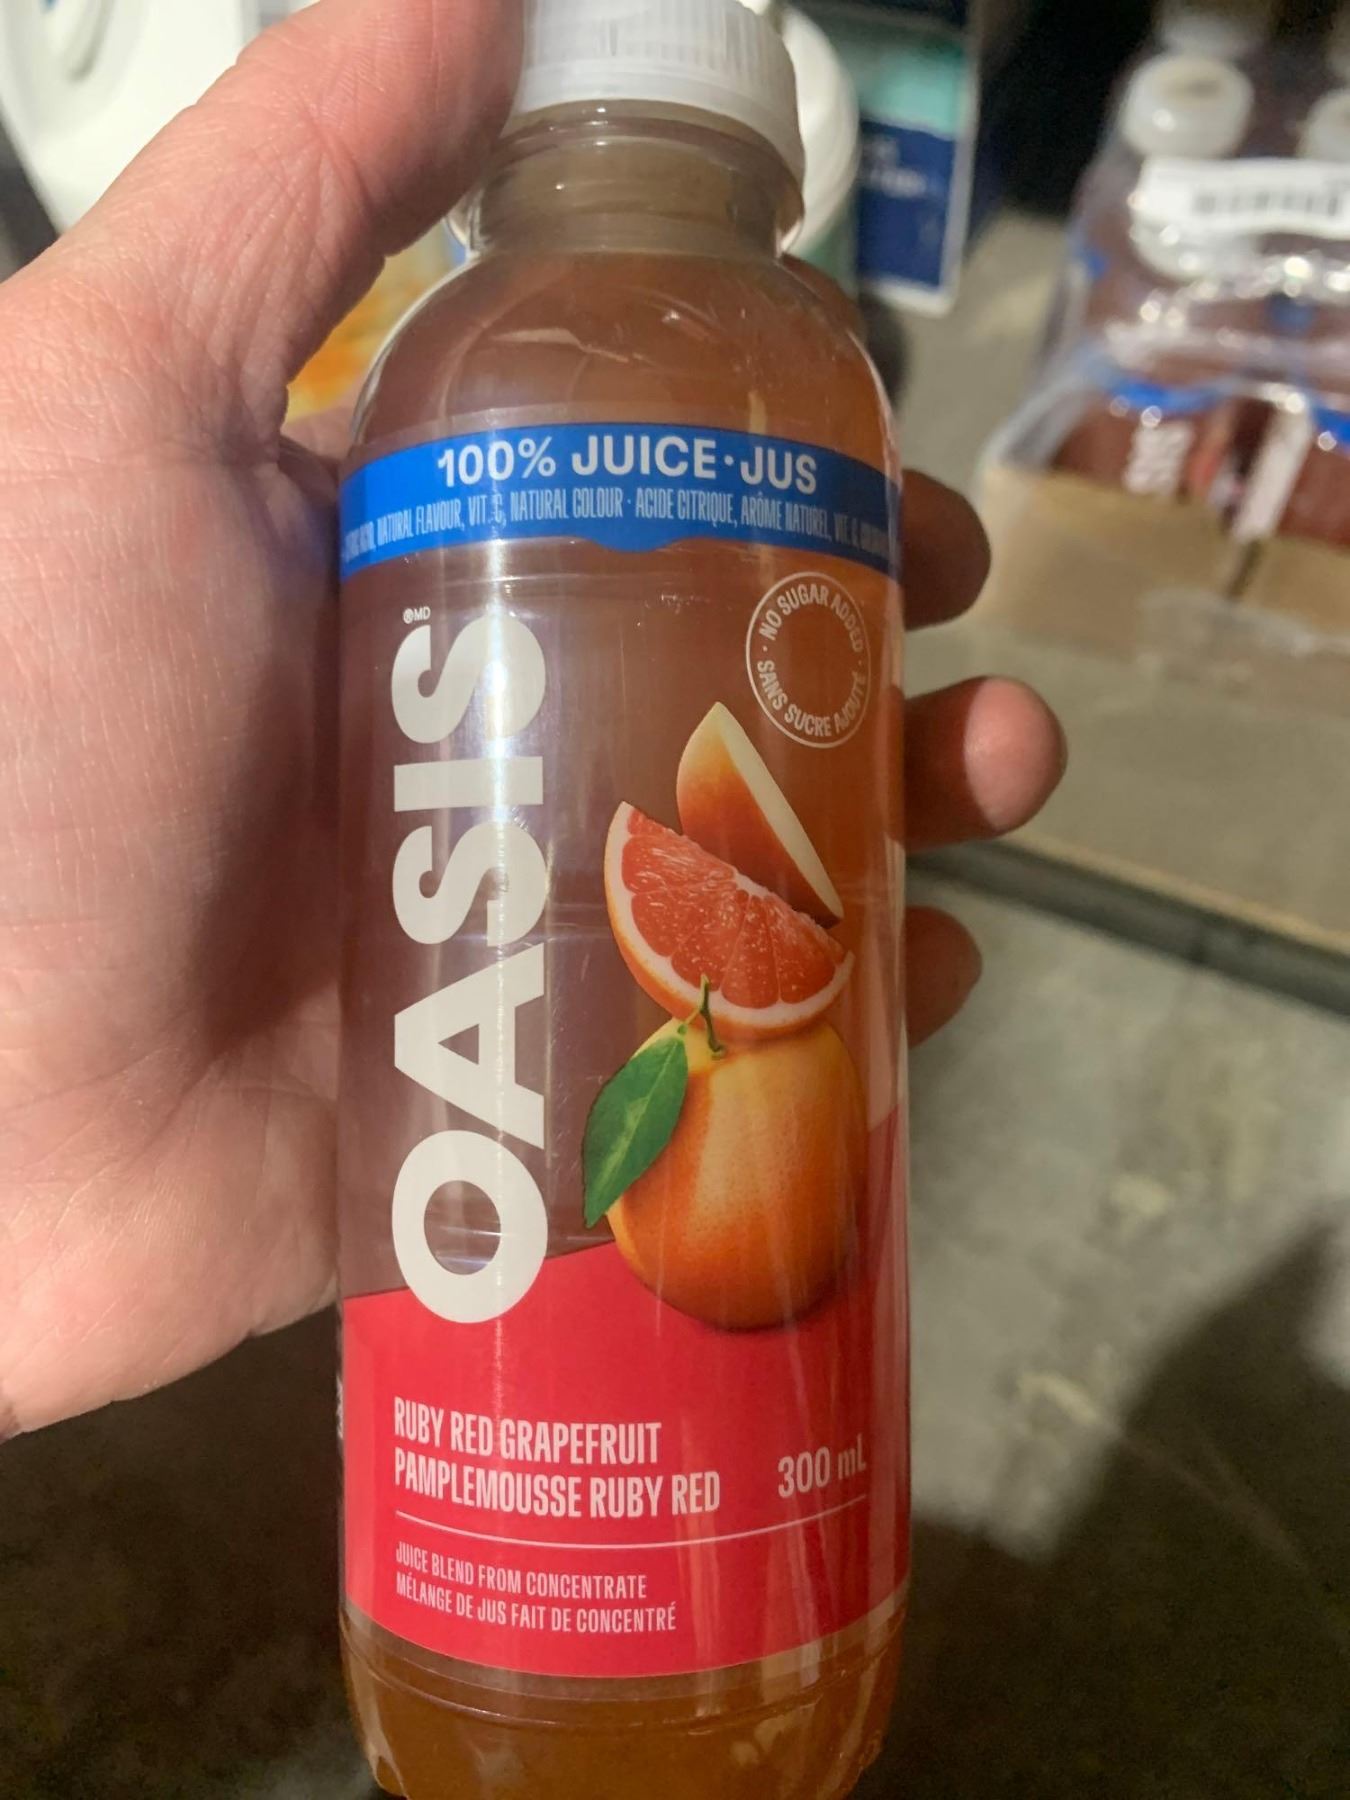 100% JUICE · JUS
NATURAL FLAVOUR, VIT. C, NATURAL COLOUR · ACIDE CITRIQUE, ARÔME NATUREL, VIT. C,
OASIS
®MD
· NO SUGAR ADDED ·
SANS SUCRE AJOUTÉ
RUBY RED GRAPEFRUIT
PAMPLEMOUSSE RUBY RED
300 mL
JUICE BLEND FROM CONCENTRATE
MÉLANGE DE JUS FAIT DE CONCENTRÉ